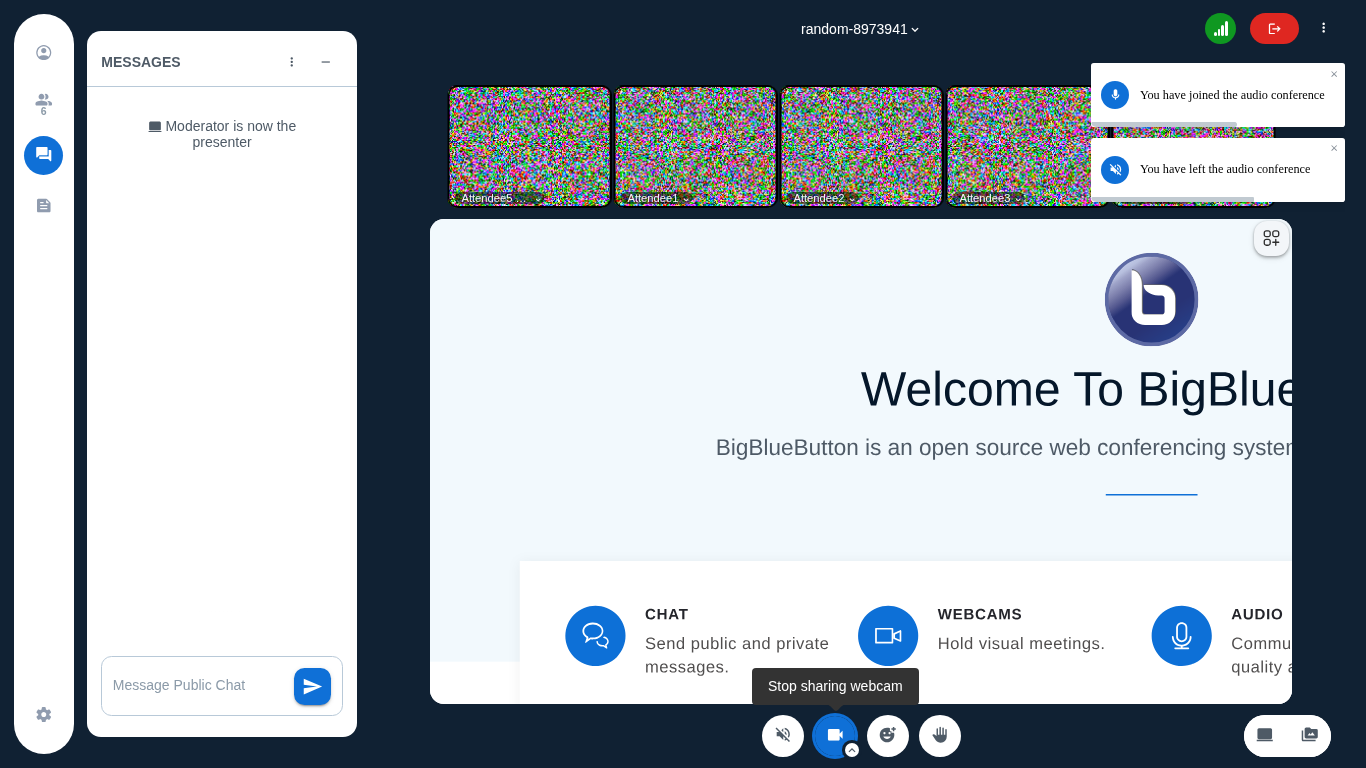 random-8973941
MESSAGES
6
Moderator is now the
presenter
Message Public Chat
Attendee5
Attendee1
Attendee2
Attendee3
You have joined the audio conference
You have left the audio conference
Welcome To BigBlue
BigBlueButton is an open source web conferencing system
CHAT
Send public and private
messages.
WEBCAMS
Hold visual meetings.
AUDIO
quality
Stop sharing webcam